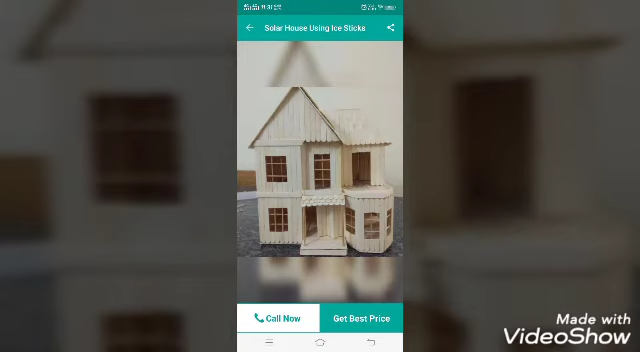 Solar House Using Ice Sticks
Call Now
Get Best Price
Made with
VideoShow